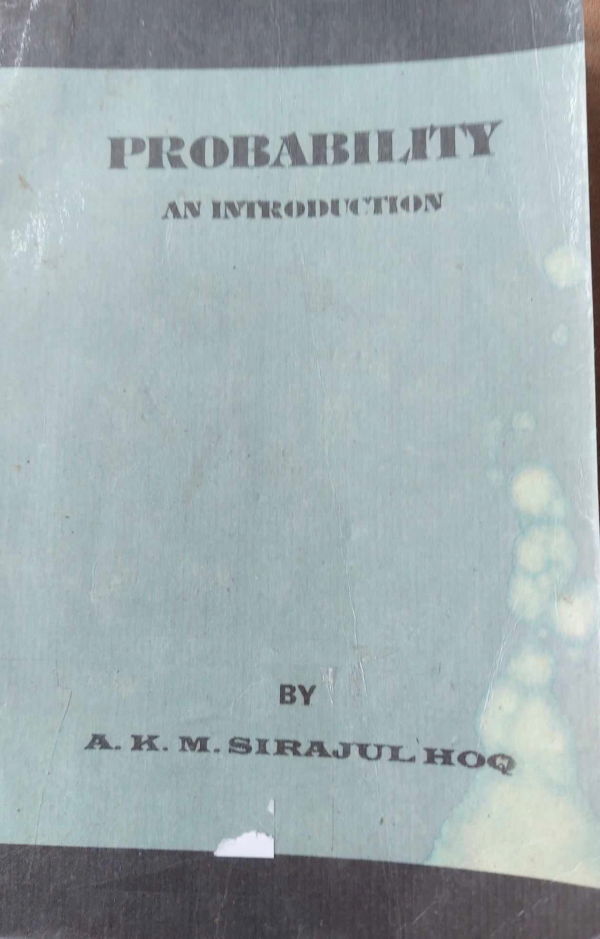 PROBABILITY
AN INTRODUCTION
BY
A. K. M. SIRAJUL HOQ